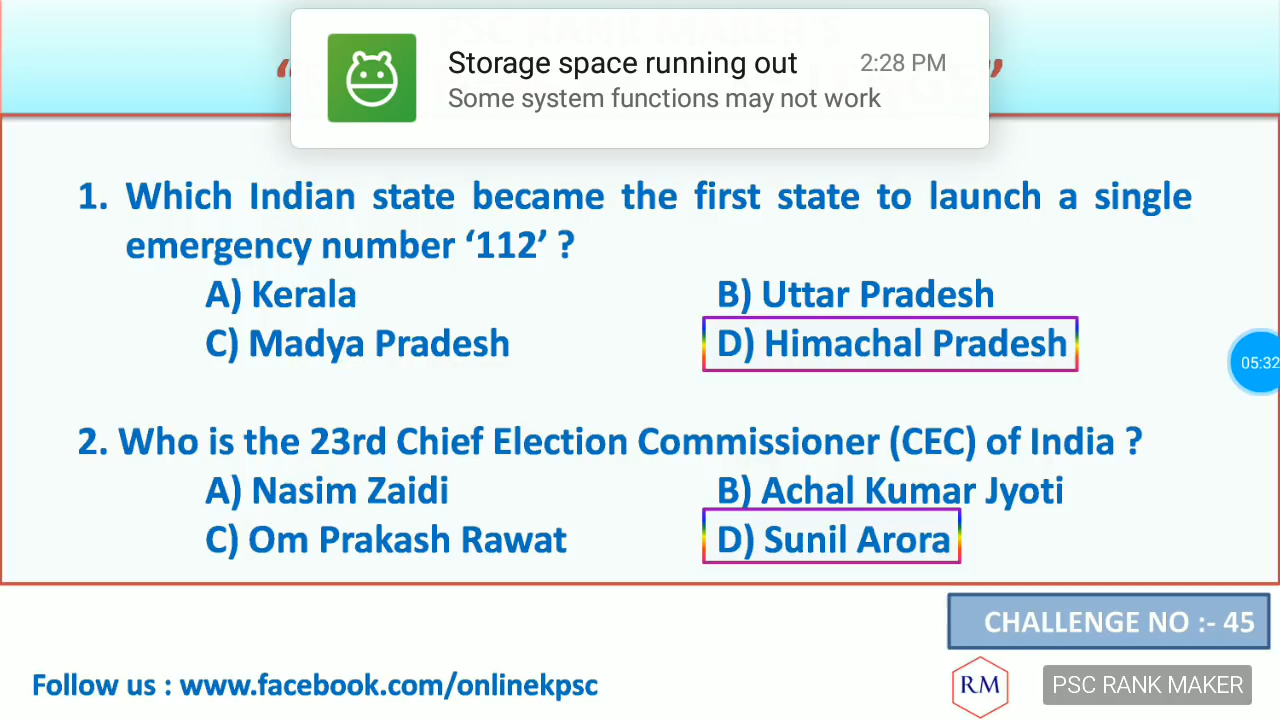 Storage space running out 2:28 PM
Some system functions may not work
1. Which Indian state became the first state to launch a single
emergency number ‘112’ ?
A) Kerala B) Uttar Pradesh
C) Madya Pradesh D) Himachal Pradesh
05:32
2. Who is the 23rd Chief Election Commissioner (CEC) of India ?
A) Nasim Zaidi B) Achal Kumar Jyoti
C) Om Prakash Rawat D) Sunil Arora
CHALLENGE NO :- 45
Follow us : www.facebook.com/onlinekpsc RM PSC RANK MAKER